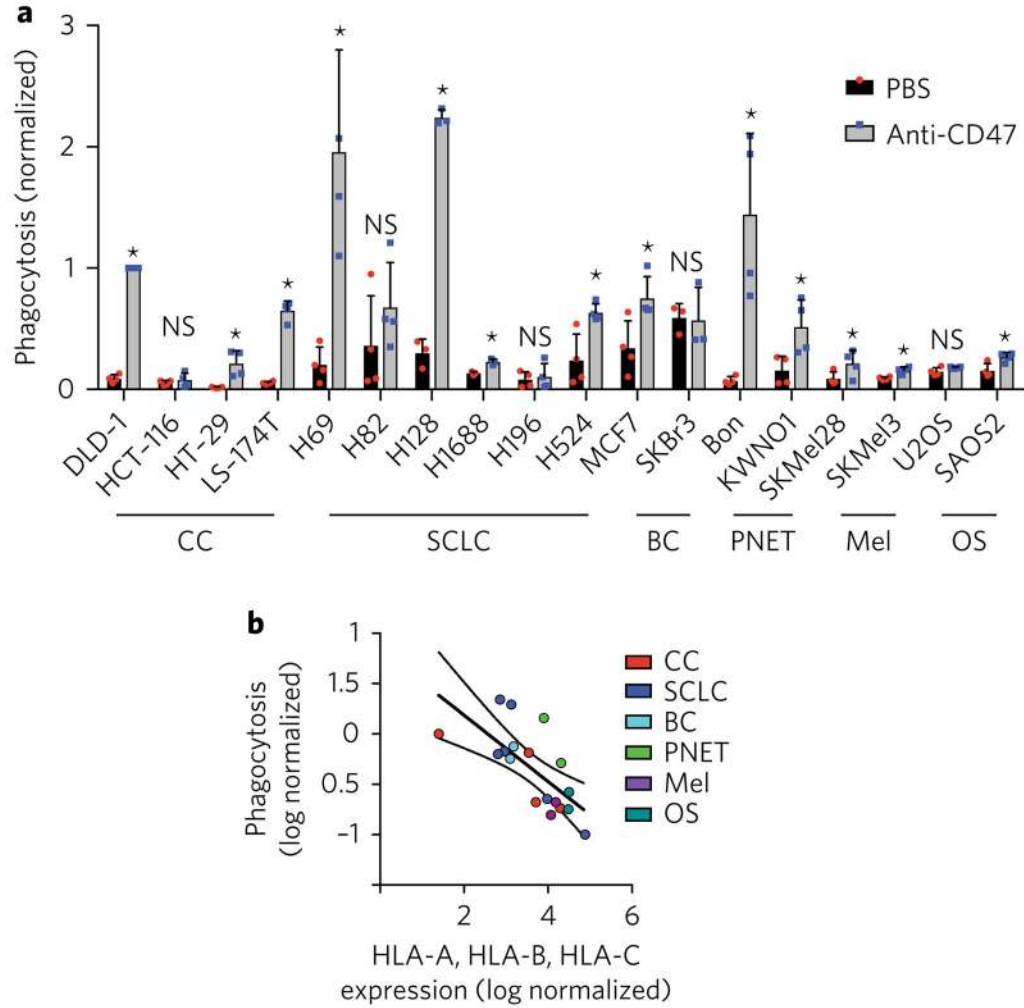 a
Phagocytosis (normalized)
3
2
1
0
PBS
Anti-CD47
*
NS
*
*
*
NS
*
*
NS
*
*
NS
*
*
*
*
NS
*
DLD-1
HCT-116
HT-29
LS-174T
H69
H82
H128
H1688
H196
H524
MCF7
SKBr3
Bon
KWNO1
SKMel28
SKMel3
U2OS
SAOS2
CC
SCLC
BC
PNET
Mel
OS
b
Phagocytosis
(log normalized)
1
1.5
0
0.5
–1
2
4
6
HLA-A, HLA-B, HLA-C
expression (log normalized)
CC
SCLC
BC
PNET
Mel
OS